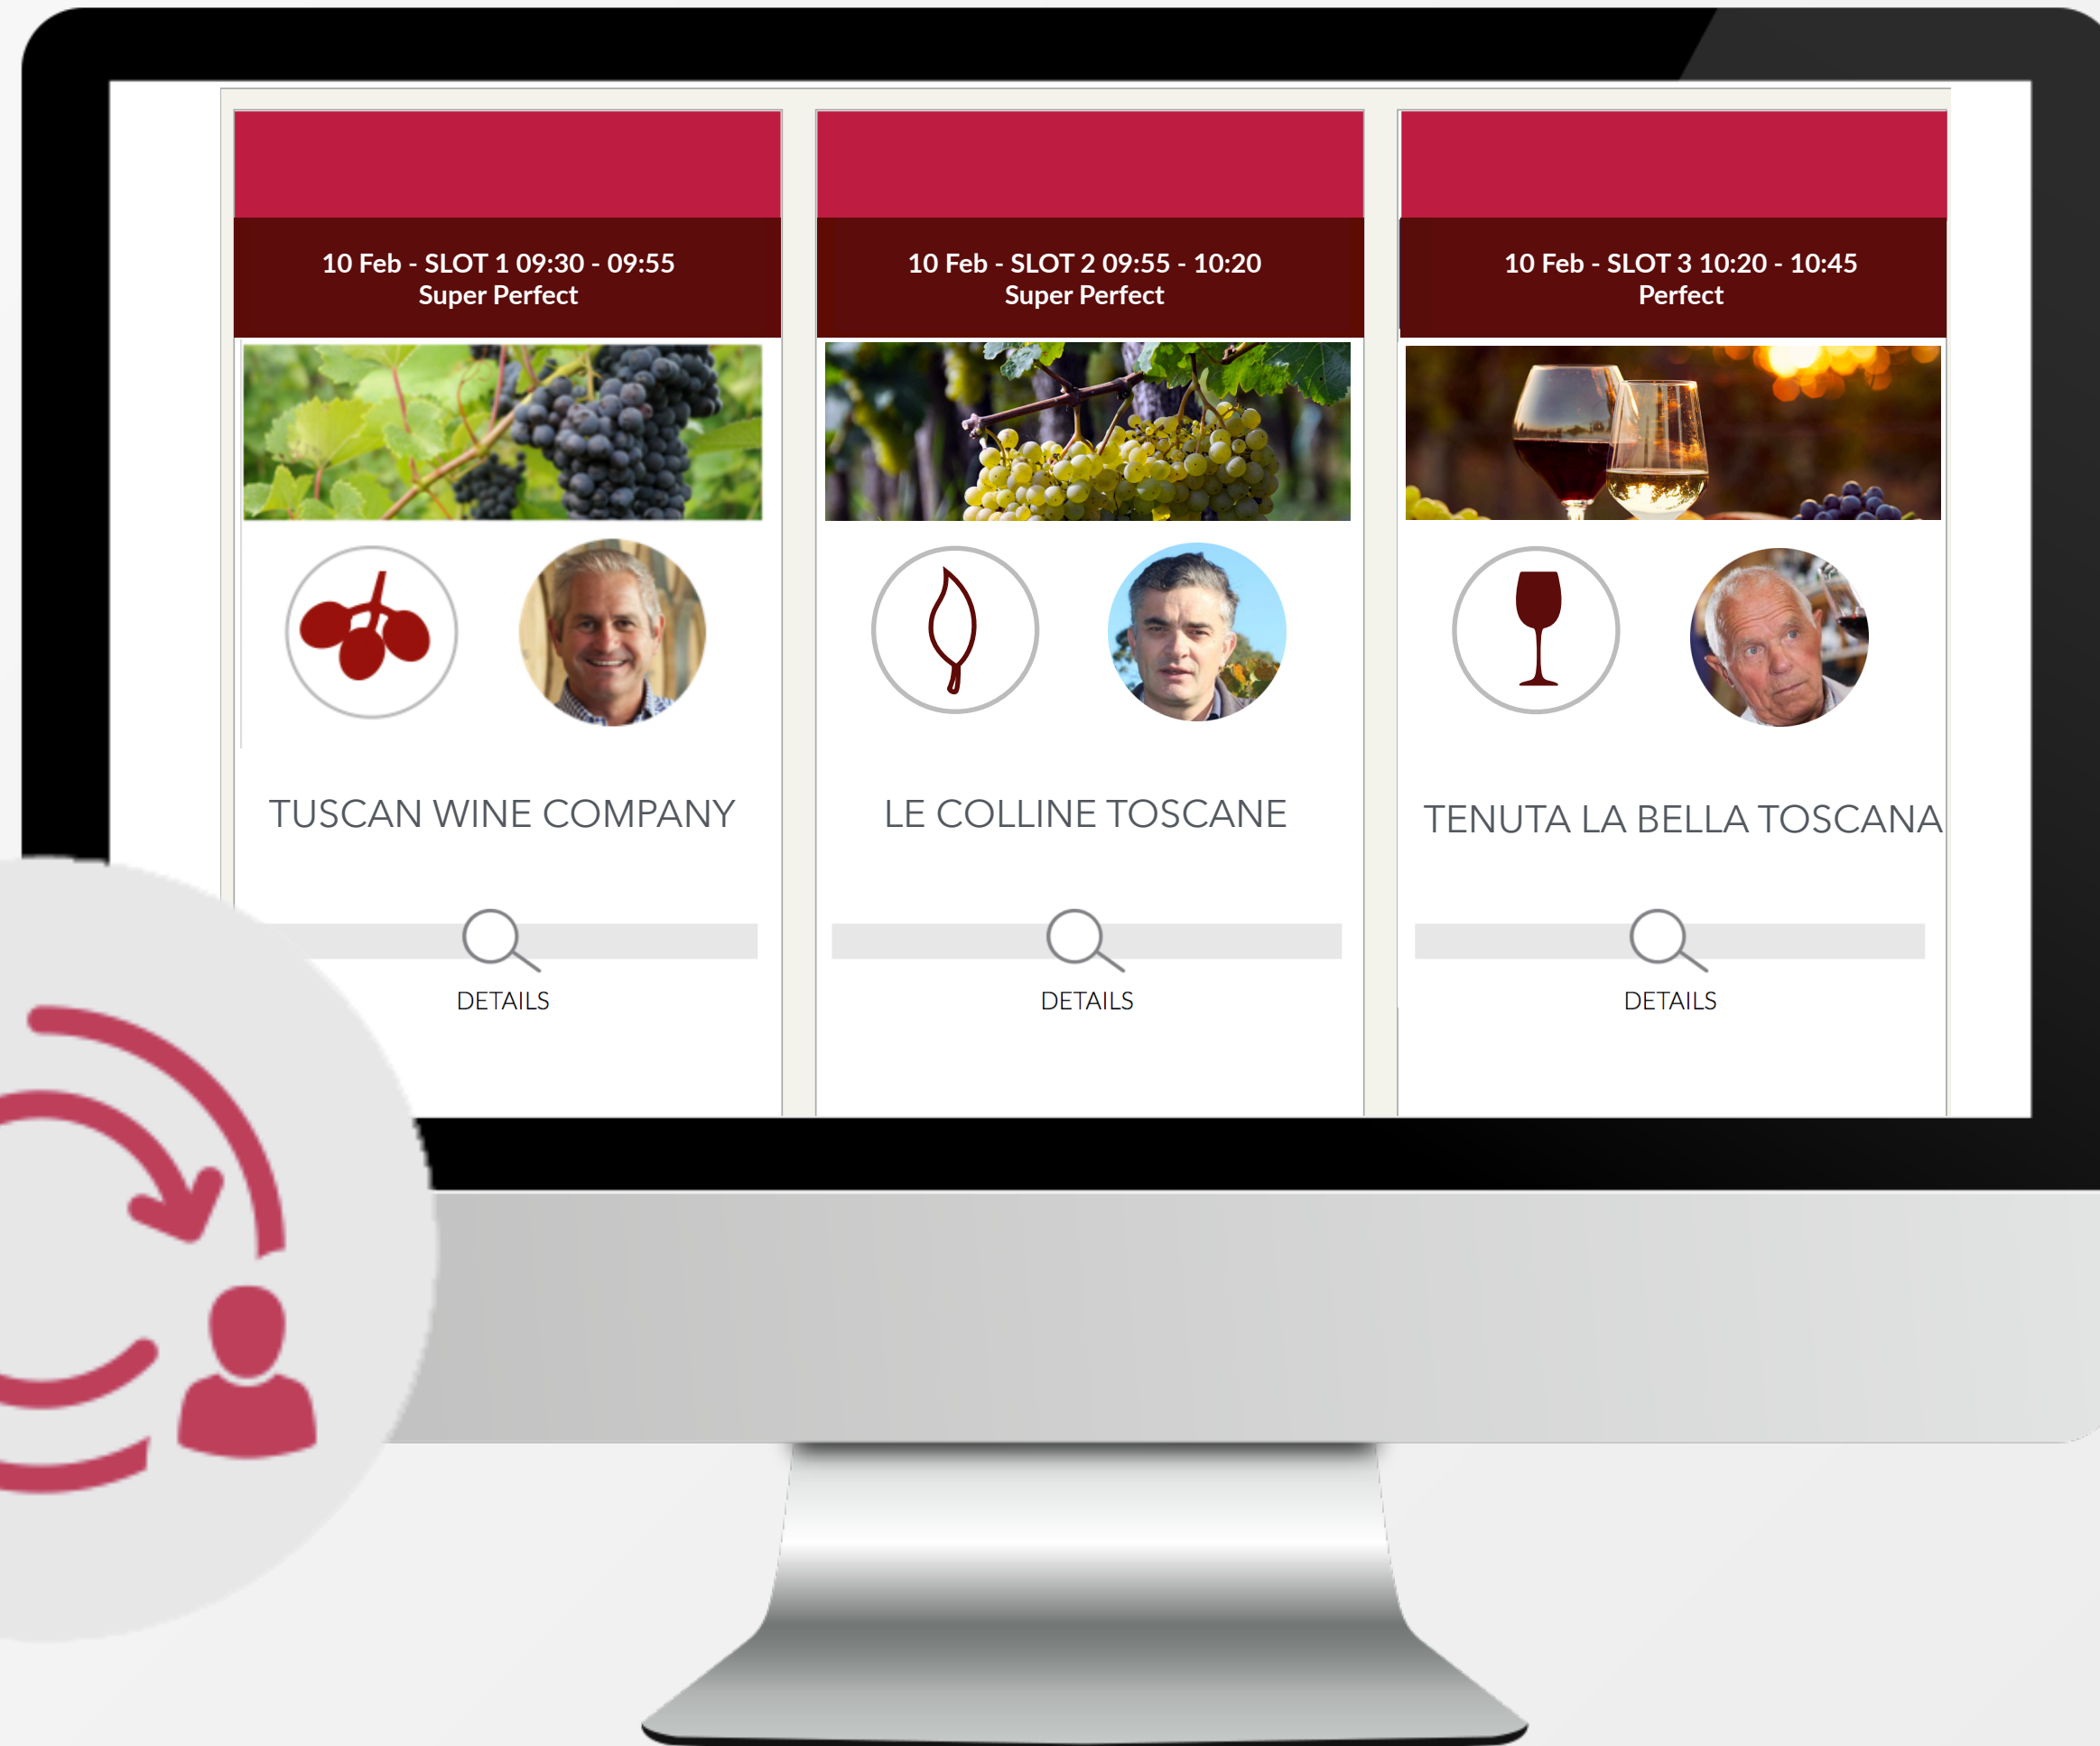 10 Feb - SLOT 1 09:30 - 09:55
Super Perfect
TUSCAN WINE COMPANY
DETAILS
10 Feb - SLOT 2 09:55 - 10:20
Super Perfect
LE COLLINE TOSCANE
DETAILS
10 Feb - SLOT 3 10:20 - 10:45
Perfect
TENUTA LA BELLA TOSCANA
DETAILS